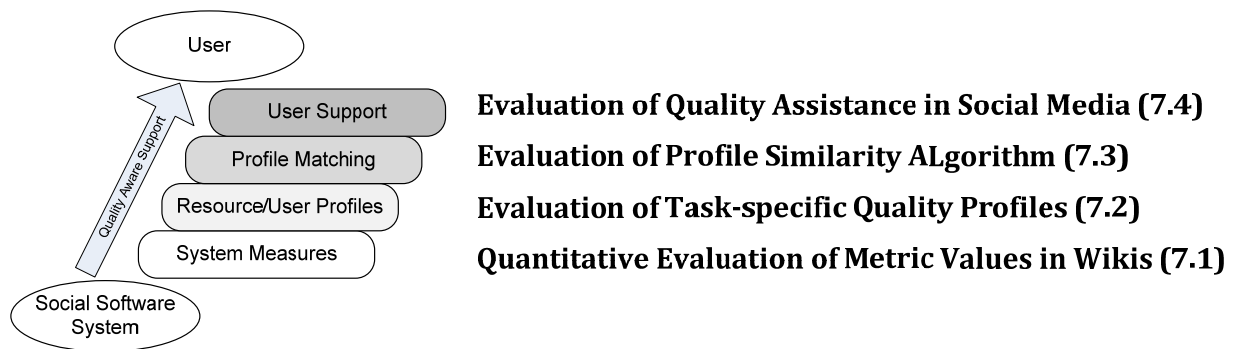 User
User Support
Evaluation of Quality Assistance in Social Media (7.4)
Profile Matching
Evaluation of Profile Similarity ALgorithm (7.3)
Resource/User Profiles
Evaluation of Task-specific Quality Profiles (7.2)
System Measures
Quantitative Evaluation of Metric Values in Wikis (7.1)
Quality Aware Support
Social Software
System